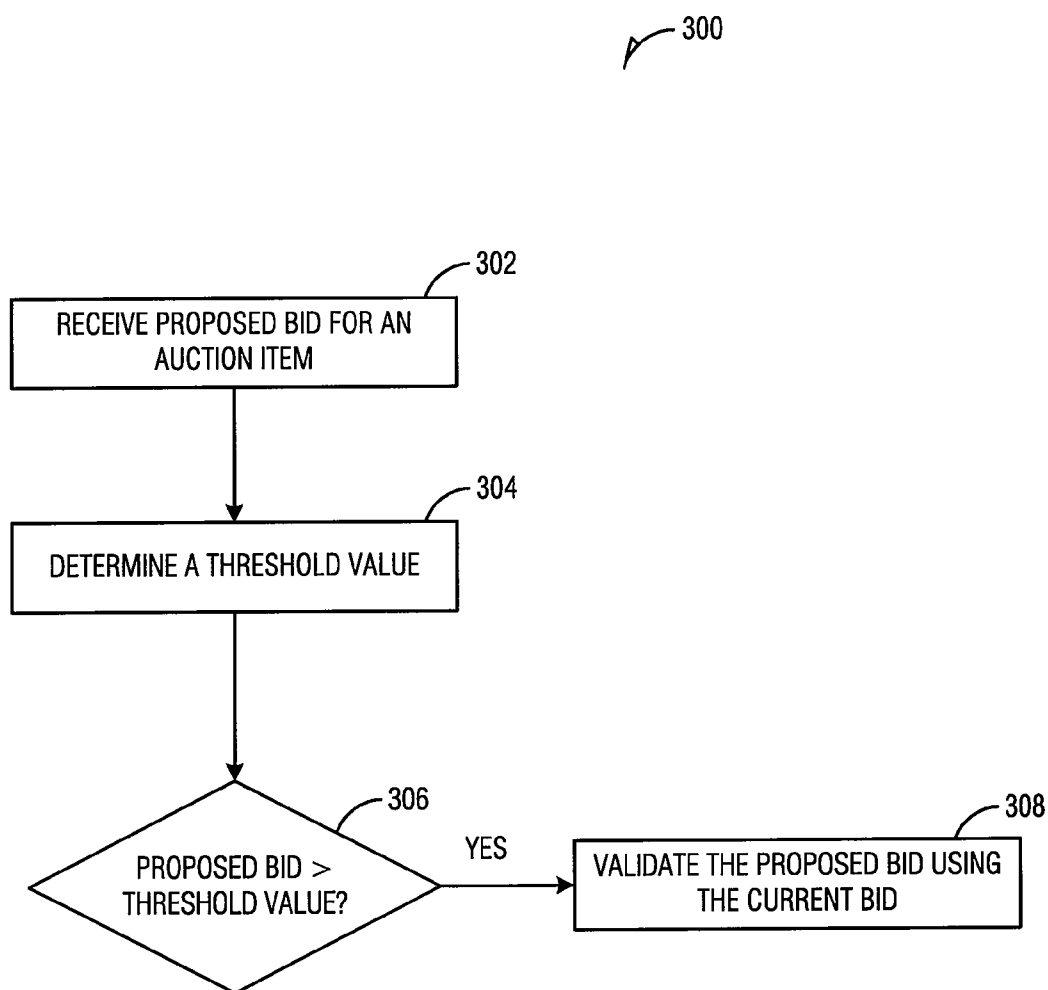 300
302
RECEIVE PROPOSED BID FOR AN
AUCTION ITEM
304
DETERMINE A THRESHOLD VALUE
306
PROPOSED BID >
THRESHOLD VALUE?
YES
308
VALIDATE THE PROPOSED BID USING
THE CURRENT BID